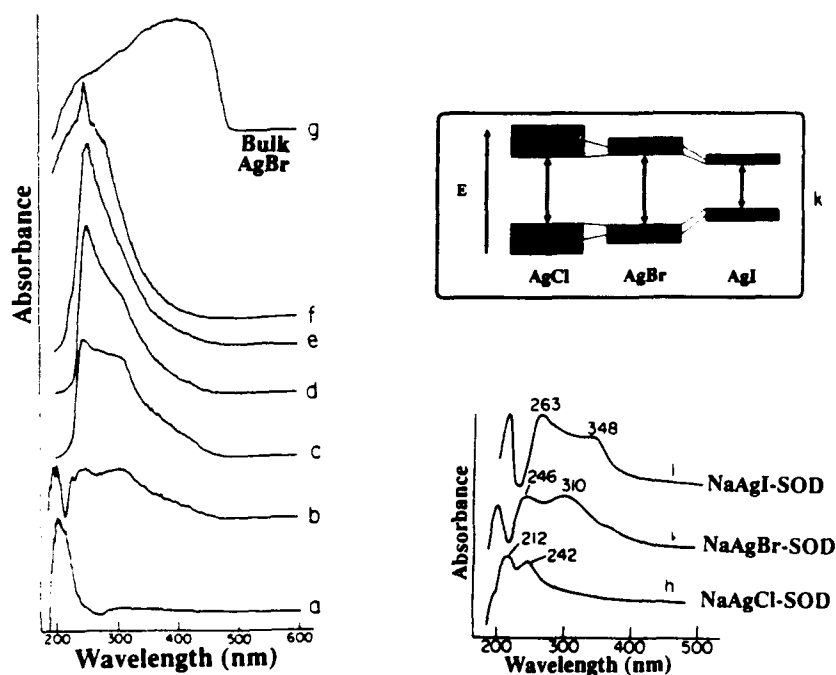 g
Bulk
AgBr
f
e
d
c
b
a
Absorbance
200 300 400 500 600
Wavelength (nm)
E
k
AgCl AgBr AgI
263
348
NaAgI-SOD
246
310
NaAgBr-SOD
212
242
h
NaAgCl-SOD
Absorbance
200 300 400 500
Wavelength (nm)